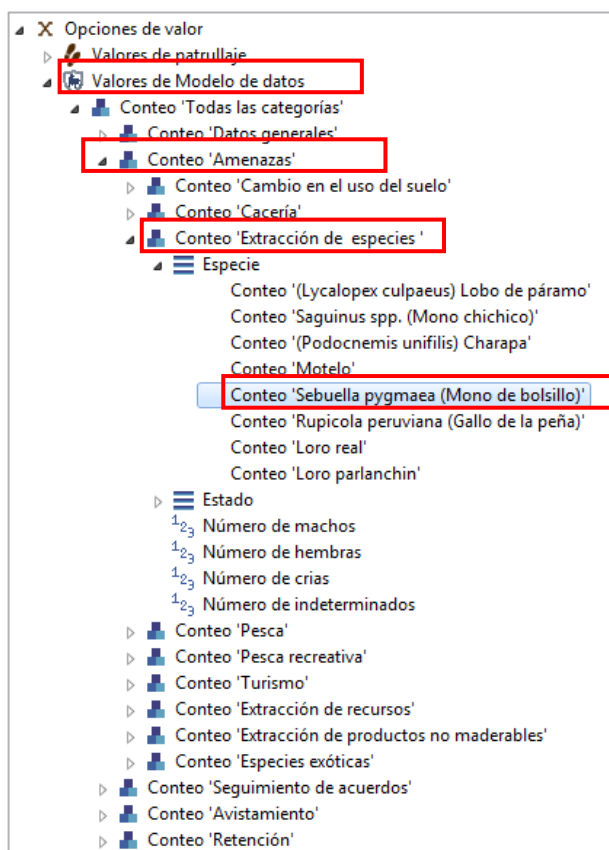 Opciones de valor
Valores de patrullaje
Valores de Modelo de datos
Conteo 'Todas las categorías'
Conteo 'Datos generales'
Conteo 'Amenazas'
Conteo 'Cambio en el uso del suelo'
Conteo 'Cacería'
Conteo 'Extracción de especies '
Especie
Conteo '(Lycalopex culpaeus) Lobo de páramo'
Conteo 'Saguinus spp. (Mono chichico)'
Conteo '(Podocnemis unifilis) Charapa'
Conteo 'Motelo'
Conteo 'Sebuella pygmaea (Mono de bolsillo)'
Conteo 'Rupicola peruviana (Gallo de la peña)'
Conteo 'Loro real'
Conteo 'Loro parlanchin'
Estado
123 Número de machos
123 Número de hembras
123 Número de crias
123 Número de indeterminados
Conteo 'Pesca'
Conteo 'Pesca recreativa'
Conteo 'Turismo'
Conteo 'Extracción de recursos'
Conteo 'Extracción de productos no maderables'
Conteo 'Especies exóticas'
Conteo 'Seguimiento de acuerdos'
Conteo 'Avistamiento'
Conteo 'Retención'